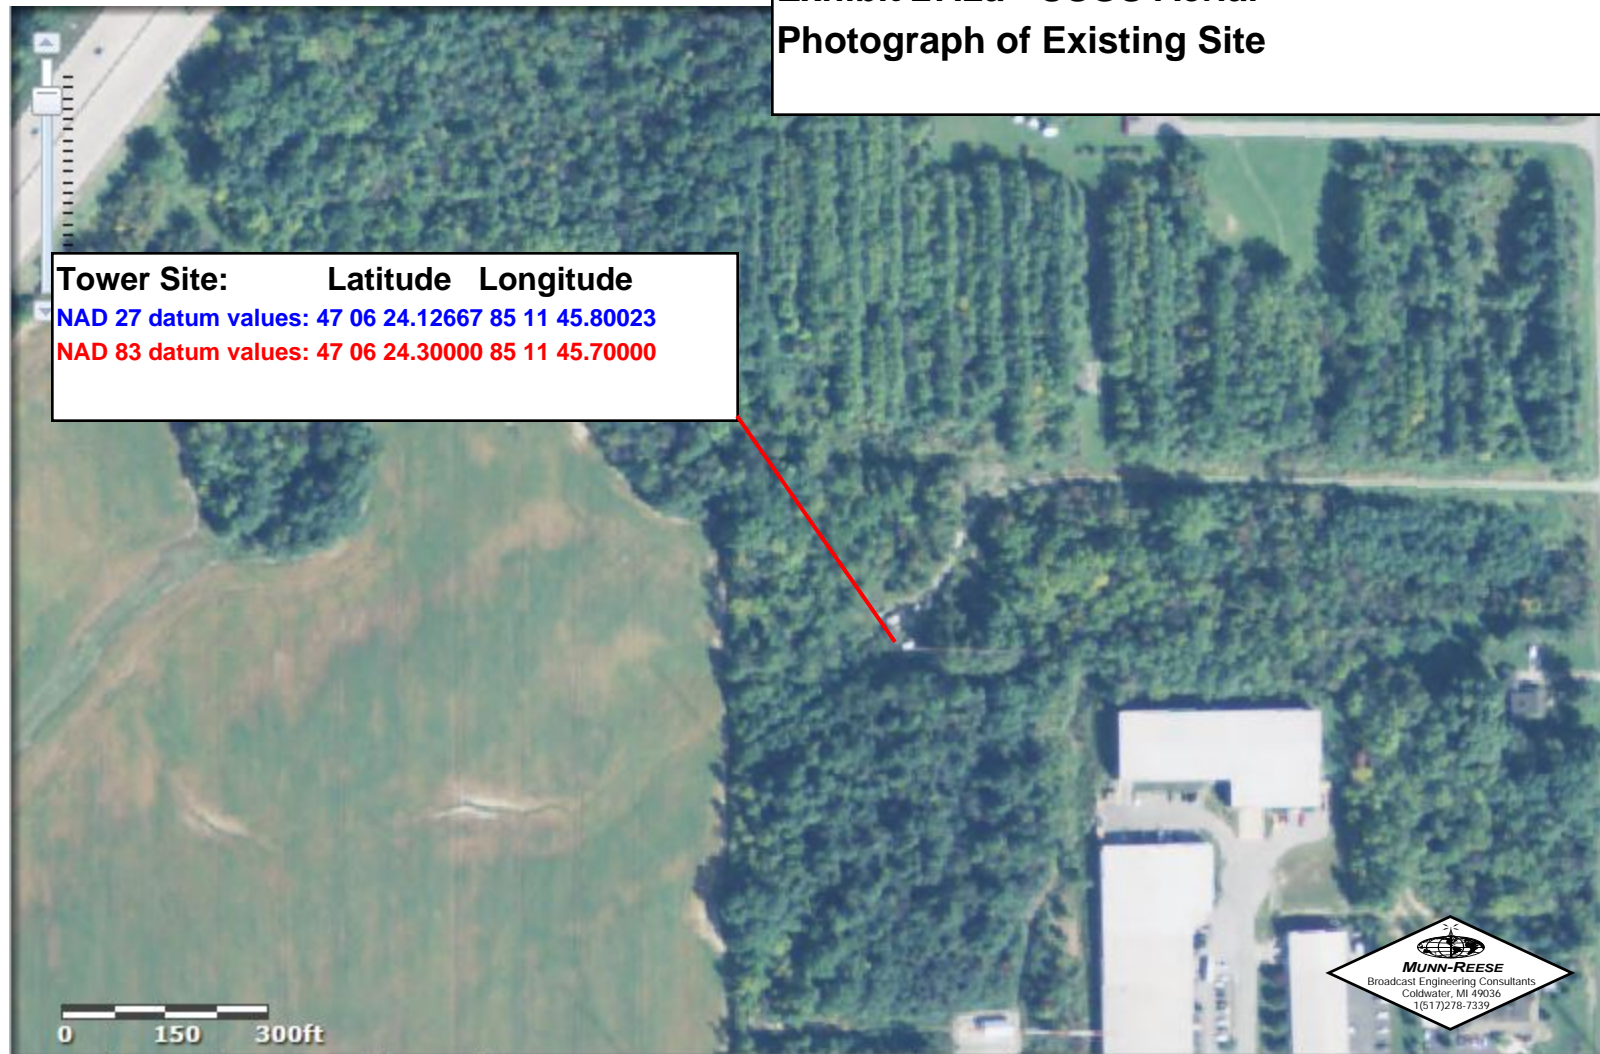 Photograph of Existing Site
Tower Site: Latitude Longitude
NAD 27 datum values: 47 06 24.12667 85 11 45.80023
NAD 83 datum values: 47 06 24.30000 85 11 45.70000
0 150 300ft
MUNN-REESE
Broadcast Engineering Consultants
Coldwater, MI 49036
1(517)278-7339